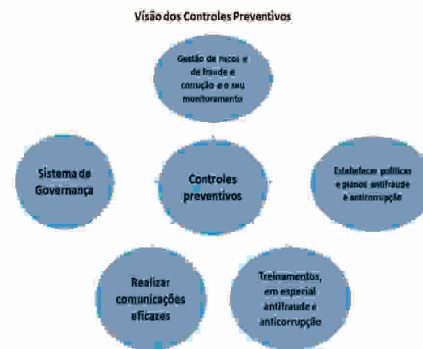 Visão dos Controles Preventivos
Gestão de riscos e
de fraude e
corrução e o seu
monitoramento
Sistema de
Governança
Controles
preventivos
Estabelecer políticas
e planos antifraude
e anticorrupção
Realizar
comunicações
eficazes
Treinamentos,
em especial
antifraude e
anticorrupção